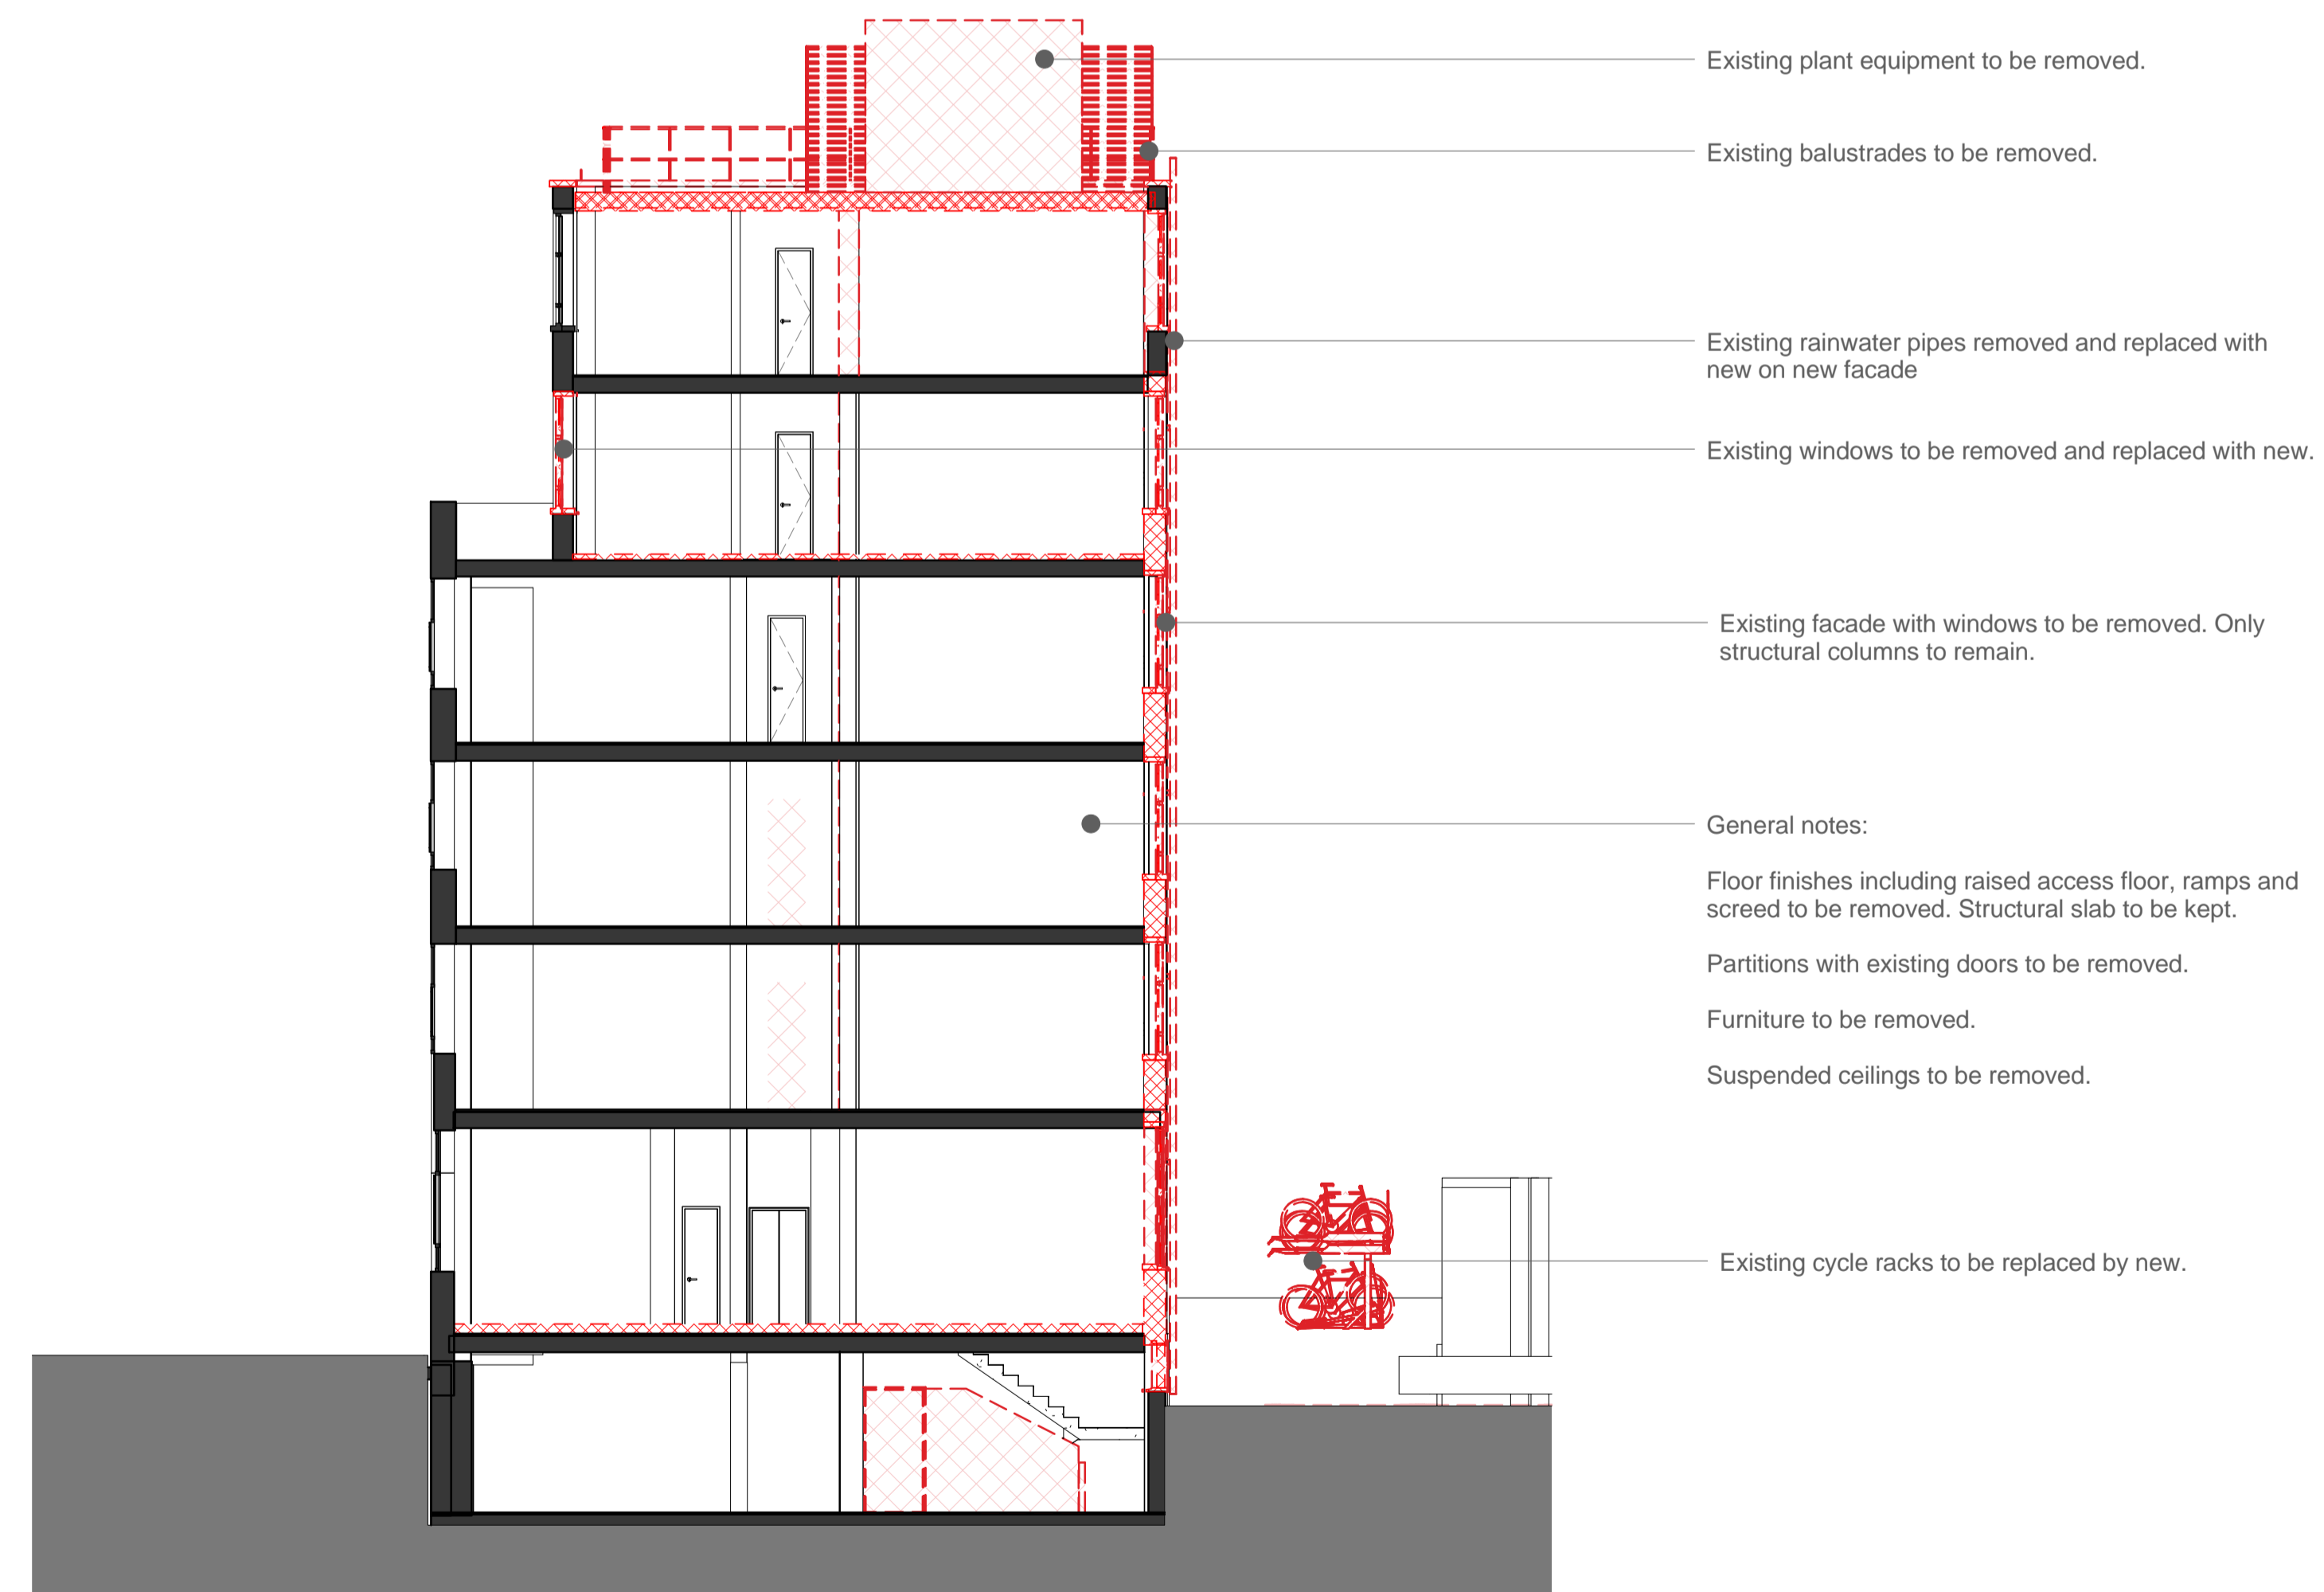 Existing plant equipment to be removed.
Existing balustrades to be removed.
Existing rainwater pipes removed and replaced with
new on new facade
Existing windows to be removed and replaced with new.
Existing facade with windows to be removed. Only
structural columns to remain.
General notes:
Floor finishes including raised access floor, ramps and
screed to be removed. Structural slab to be kept.
Partitions with existing doors to be removed.
Furniture to be removed.
Suspended ceilings to be removed.
Existing cycle racks to be replaced by new.